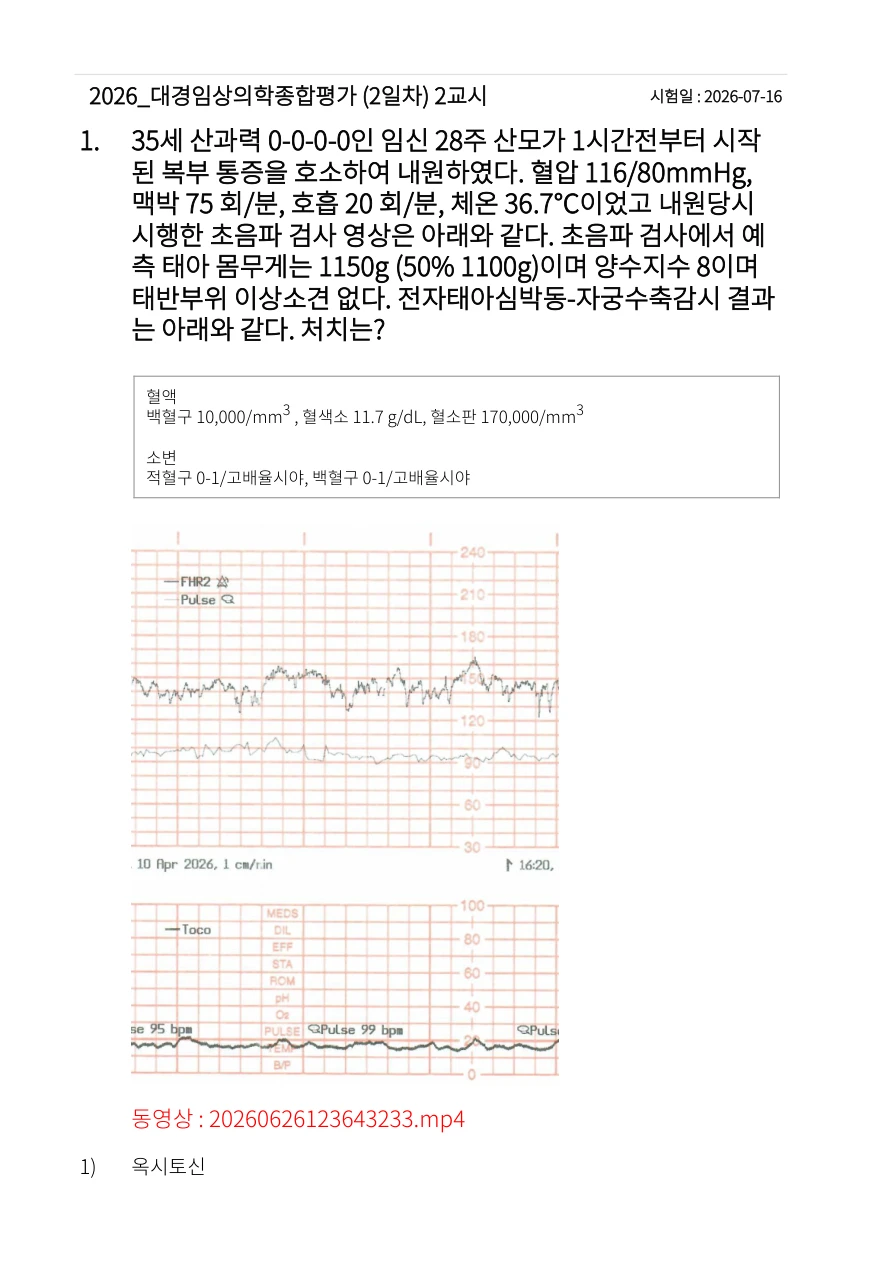 2026_대경임상의학종합평가 (2일차) 2교시
시험일 : 2026-07-16
1. 35세 산과력 0-0-0-0인 임신 28주 산모가 1시간전부터 시작
된 복부 통증을 호소하여 내원하였다. 혈압 116/80mmHg,
맥박 75 회/분, 호흡 20 회/분, 체온 36.7℃이었고 내원당시
시행한 초음파 검사 영상은 아래와 같다. 초음파 검사에서 예
측 태아 몸무게는 1150g (50% 1100g)이며 양수지수 8이며
태반부위 이상소견 없다. 전자태아심박동-자궁수축감시 결과
는 아래와 같다. 처치는?
혈액
백혈구 10,000/mm³ , 혈색소 11.7 g/dL, 혈소판 170,000/mm³
소변
적혈구 0-1/고배율시야, 백혈구 0-1/고배율시야
240
FHR2
Pulse
210
180
150
120
90
60
30
10 Apr 2026, 1 cm/min
16:20,
100
MEDS
Toco
DIL
80
EFF
STA
60
ROM
pH
40
O₂
se 95 bpm
PULSE
Pulse 99 bpm
20
Puls
TEMP
B/P
0
동영상 : 20260626123643233.mp4
1) 옥시토신